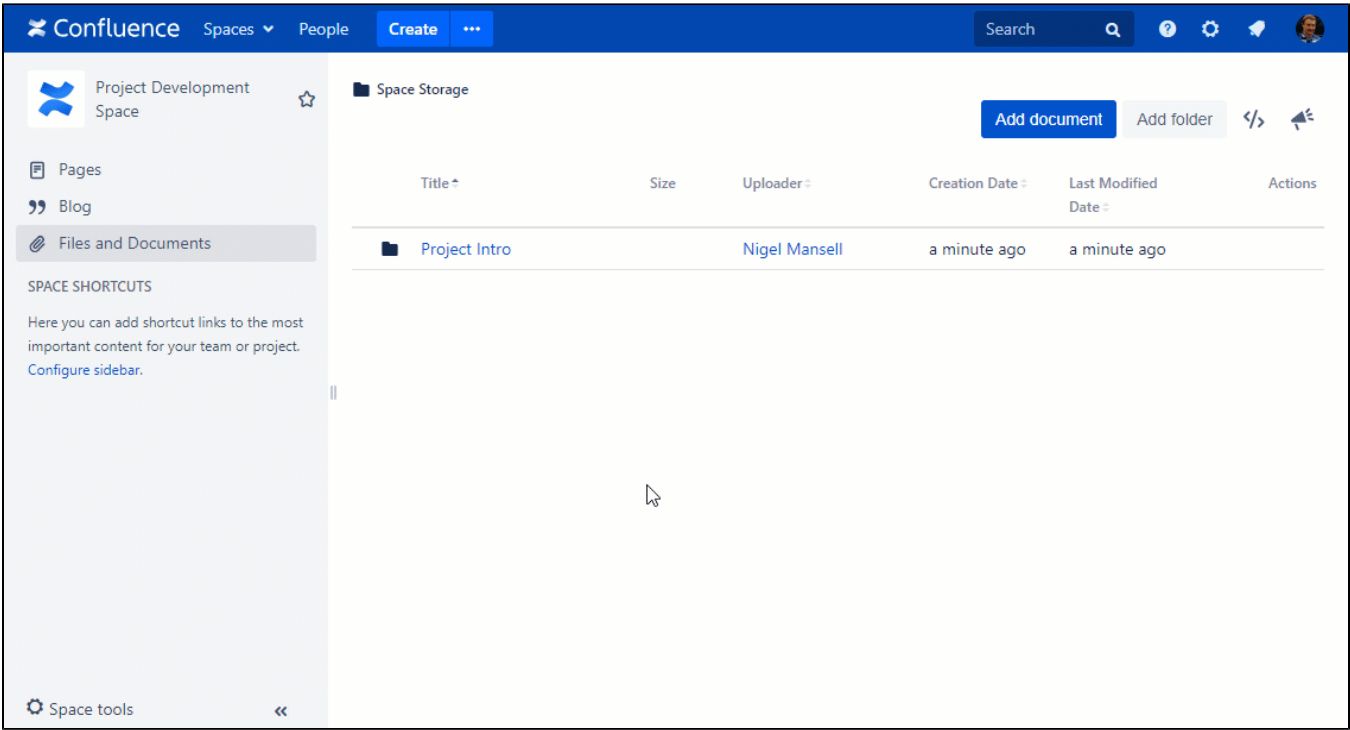 Confluence Spaces People Create ••• Search
Project Development
Space
Space Storage
Add document Add folder
Pages
Blog
Files and Documents
SPACE SHORTCUTS
Here you can add shortcut links to the most
important content for your team or project.
Configure sidebar.
Title Size Uploader Creation Date Last Modified
Date Actions
Project Intro Nigel Mansell a minute ago a minute ago
Space tools